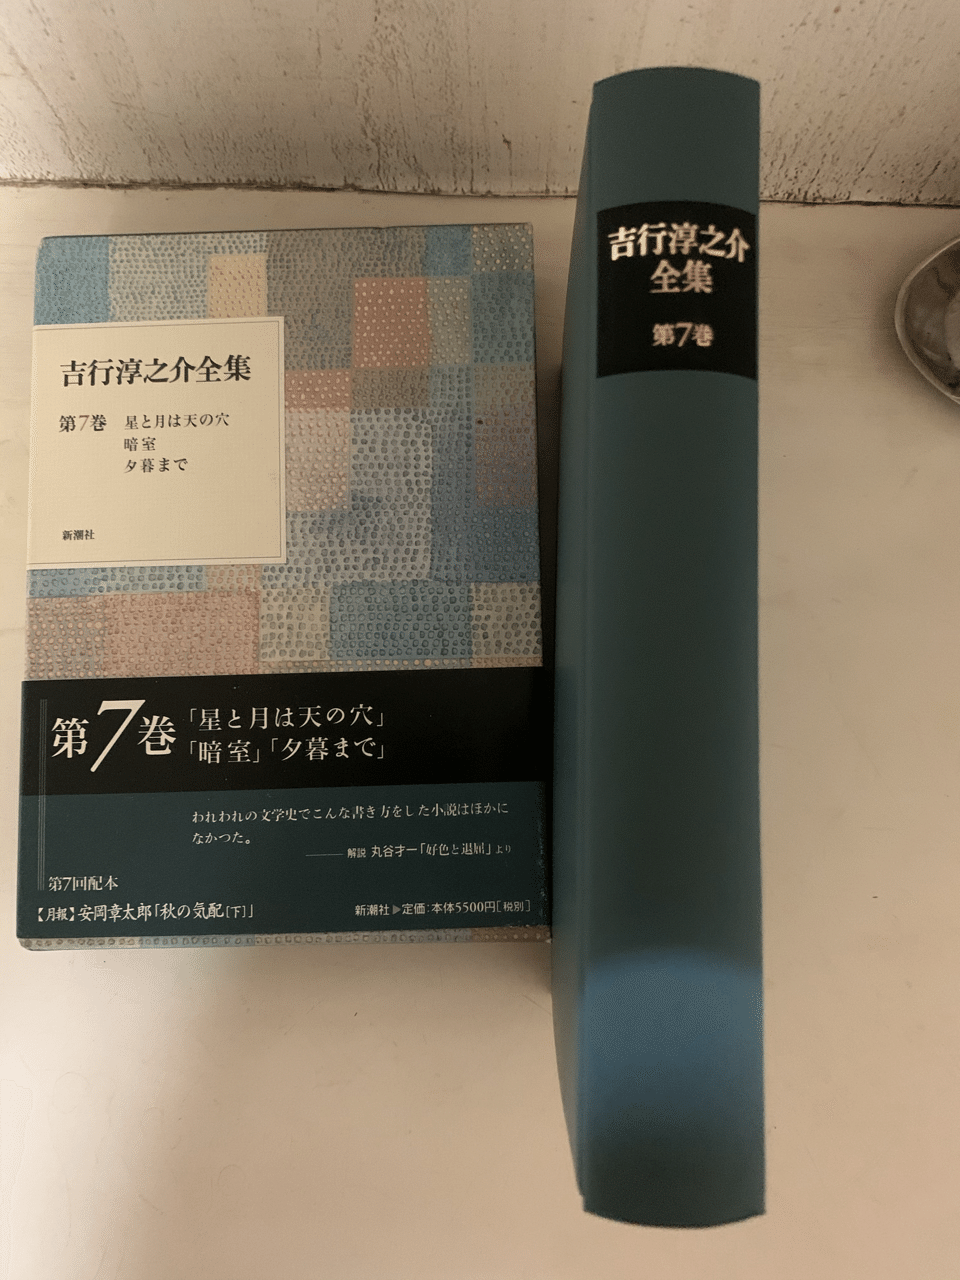 吉行淳之介全集
第7巻 星と月は天の穴
暗室
夕暮まで
新潮社
第7巻 「星と月は天の穴」
「暗室」「夕暮まで」
われわれの文学史でこんな書き方をした小説はほかに
なかつた。
——解説 丸谷才一「好色と退屈」より
第7回配本
【月報】安岡章太郎「秋の気配[下]」
新潮社▶定価:本体5500円[税別]
吉行淳之介
全集
第7巻